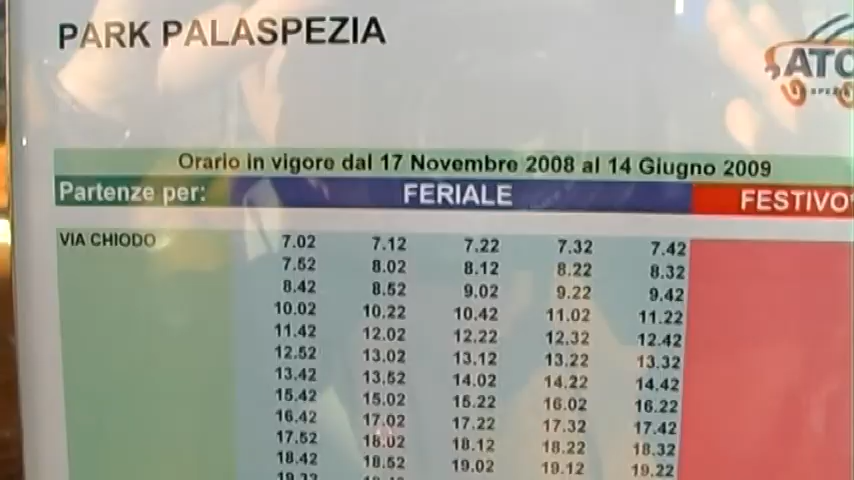 PARK PALASPEZIA
ATC
Orario in vigore dal 17 Novembre 2008 al 14 Giugno 2009
Partenze per: FERIALE FESTIVO*
VIA CHIODO 7.02 7.12 7.22 7.32 7.42
7.52 8.02 8.12 8.22 8.32
8.42 8.52 9.02 9.22 9.42
10.02 10.22 10.42 11.02 11.22
11.42 12.02 12.22 12.32 12.42
12.52 13.02 13.12 13.22 13.32
13.42 13.52 14.02 14.22 14.42
15.42 15.02 15.22 16.02 16.22
16.42 17.02 17.22 17.32 17.42
17.52 18.02 18.12 18.22 18.32
18.42 18.52 19.02 19.12 19.22